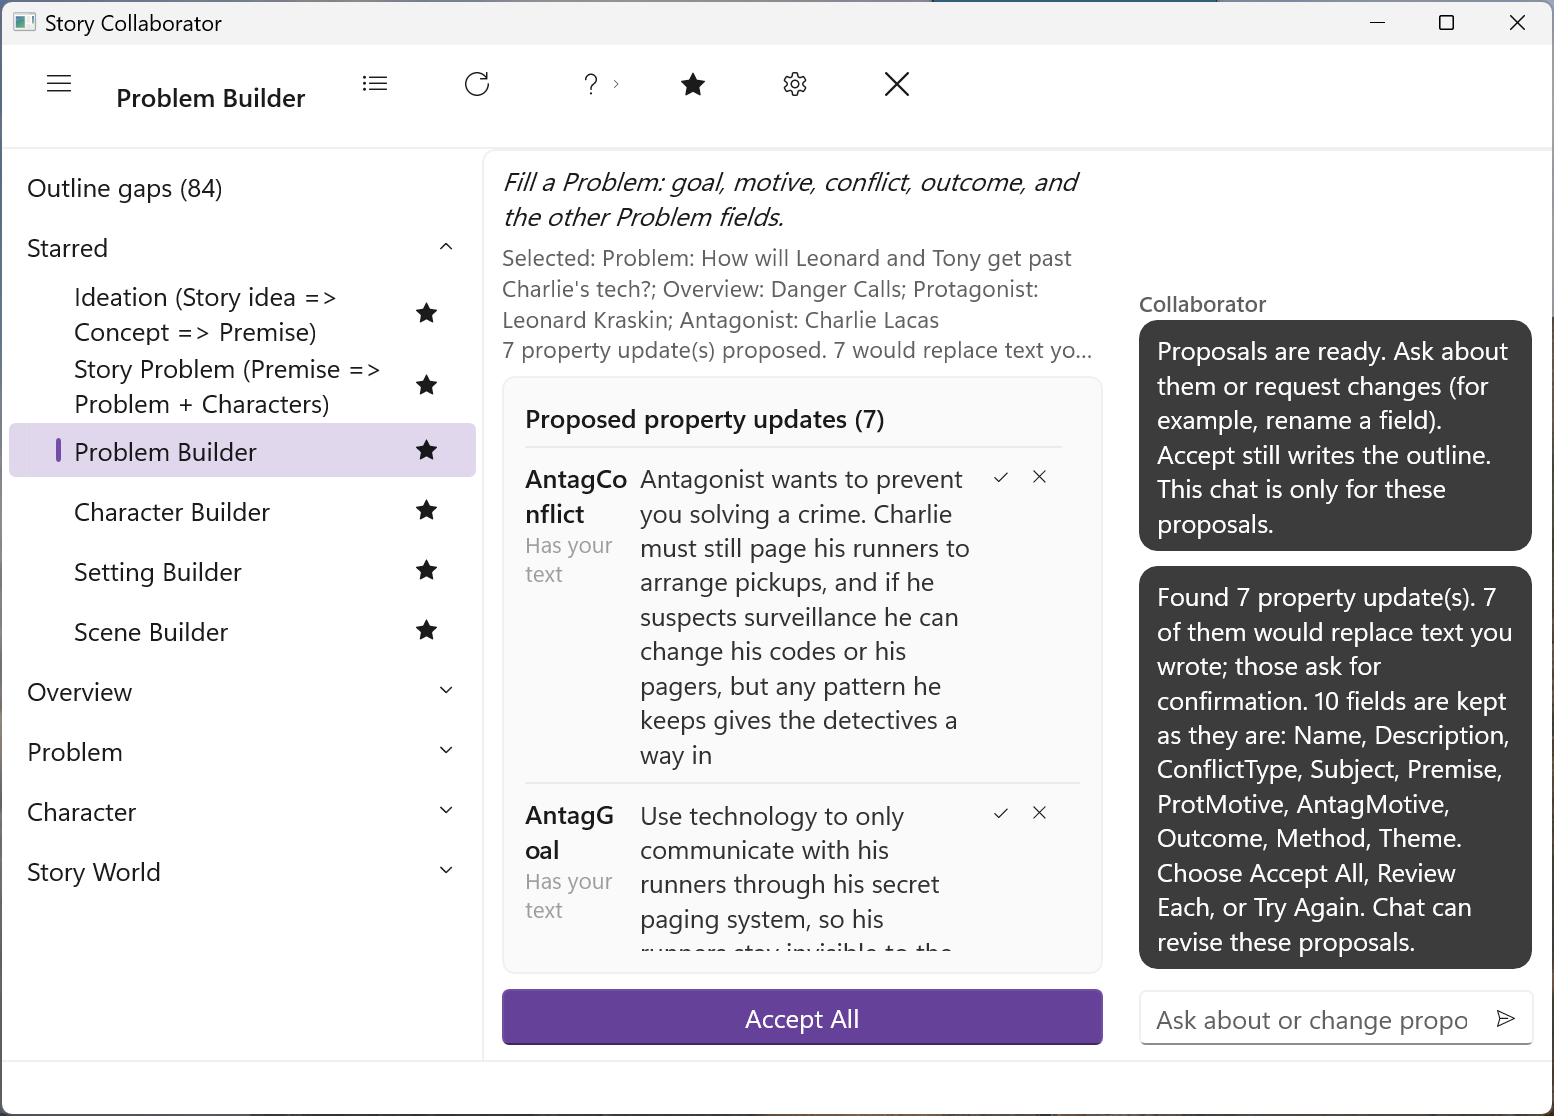 Story Collaborator
Problem Builder
?
Outline gaps (84)
Starred
Ideation (Story idea =>
Concept => Premise)
Story Problem (Premise =>
Problem + Characters)
Problem Builder
Character Builder
Setting Builder
Scene Builder
Overview
Problem
Character
Story World
Fill a Problem: goal, motive, conflict, outcome, and
the other Problem fields.
Selected: Problem: How will Leonard and Tony get past
Charlie's tech?; Overview: Danger Calls; Protagonist:
Leonard Kraskin; Antagonist: Charlie Lacas
7 property update(s) proposed. 7 would replace text yo...
Proposed property updates (7)
AntagCo
nflict
Has your
text
Antagonist wants to prevent
you solving a crime. Charlie
must still page his runners to
arrange pickups, and if he
suspects surveillance he can
change his codes or his
pagers, but any pattern he
keeps gives the detectives a
way in
AntagG
oal
Has your
text
Use technology to only
communicate with his
runners through his secret
paging system, so his
runners stay invisible to the
Accept All
Collaborator
Proposals are ready. Ask about
them or request changes (for
example, rename a field).
Accept still writes the outline.
This chat is only for these
proposals.
Found 7 property update(s). 7
of them would replace text you
wrote; those ask for
confirmation. 10 fields are kept
as they are: Name, Description,
ConflictType, Subject, Premise,
ProtMotive, AntagMotive,
Outcome, Method, Theme.
Choose Accept All, Review
Each, or Try Again. Chat can
revise these proposals.
Ask about or change propo